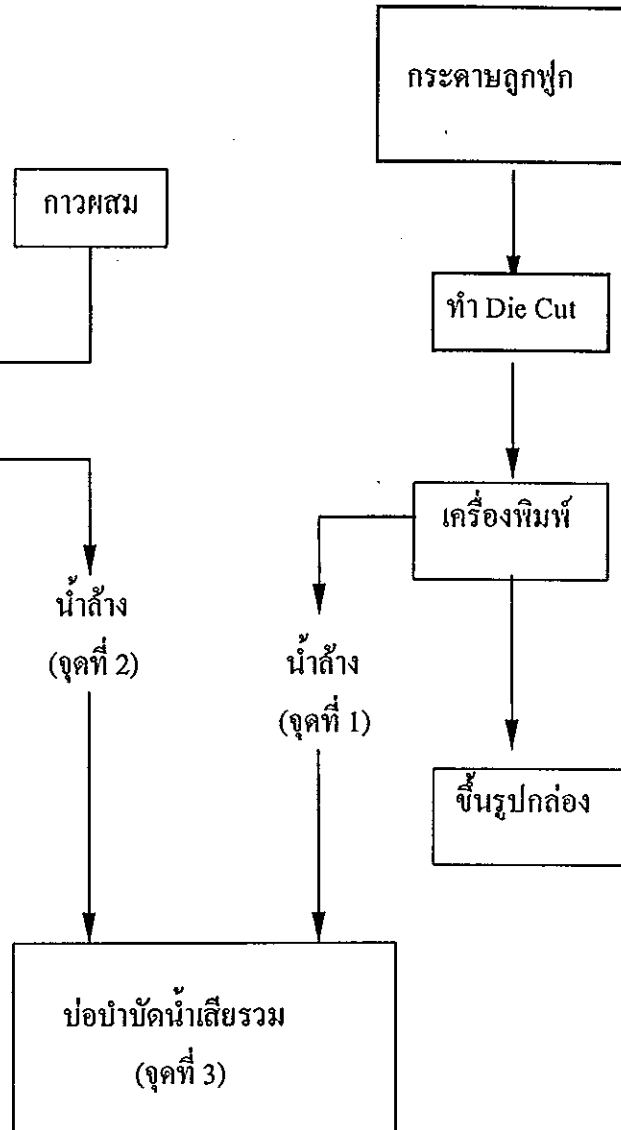 กระดาษลูกฟูก
กาวผสม
ทำ Die Cut
เครื่องพิมพ์
น้ำล้าง
(จุดที่ 2)
น้ำล้าง
(จุดที่ 1)
ขึ้นรูปกล่อง
บ่อบำบัดน้ำเสียรวม
(จุดที่ 3)